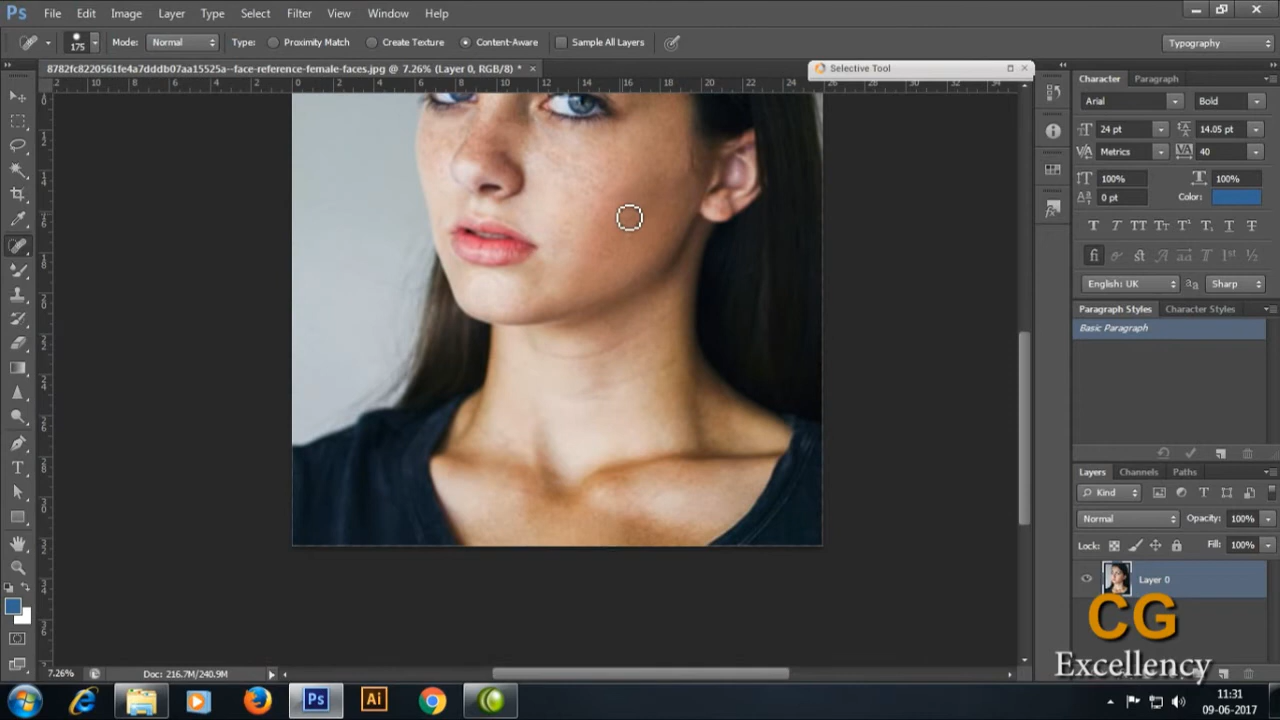 Ps File Edit Image Layer Type Select Filter View Window Help
175 Mode: Normal Type: Proximity Match Create Texture Content-Aware Sample All Layers Typography
8782fc8220561fe4a7dddb07aa15525a--face-reference-female-faces.jpg @ 7.26% (Layer 0, RGB/8) * ×
Selective Tool
Character Paragraph
Arial Bold
24 pt 14.05 pt
Metrics 40
100% 100%
0 pt Color:
English: UK Sharp
Paragraph Styles Character Styles
Basic Paragraph
Layers Channels Paths
Kind
Normal Opacity: 100%
Lock: Fill: 100%
Layer 0
CG
Excellency
7.26% Doc: 216.7M/240.9M
Ps Ai
11:31
09-06-2017